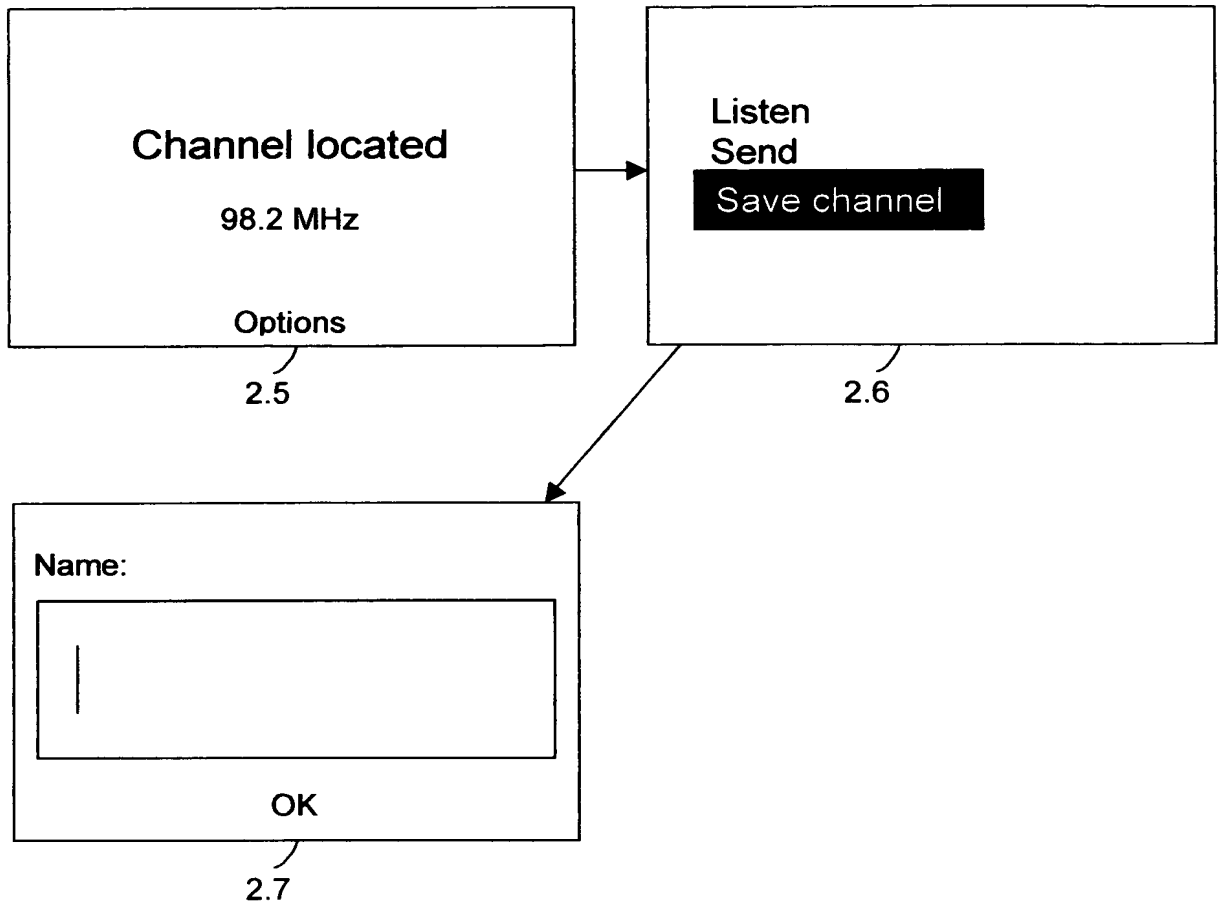 Channel located
98.2 MHz
Options
2.5
Listen
Send
Save channel
2.6
Name:
OK
2.7